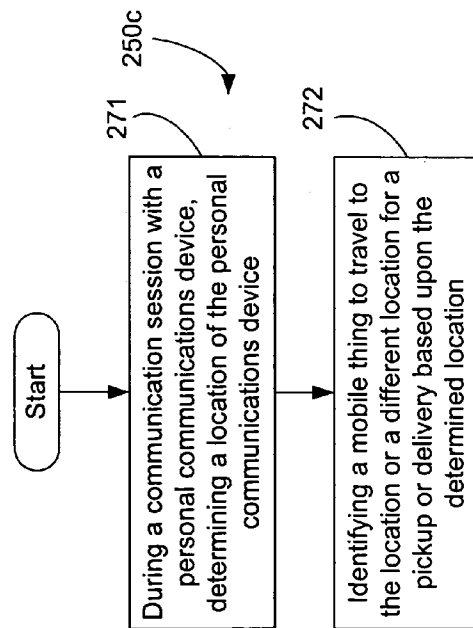 Start
250c
271
During a communication session with a
personal communications device,
determining a location of the personal
communications device
272
Identifying a mobile thing to travel to
the location or a different location for a
pickup or delivery based upon the
determined location